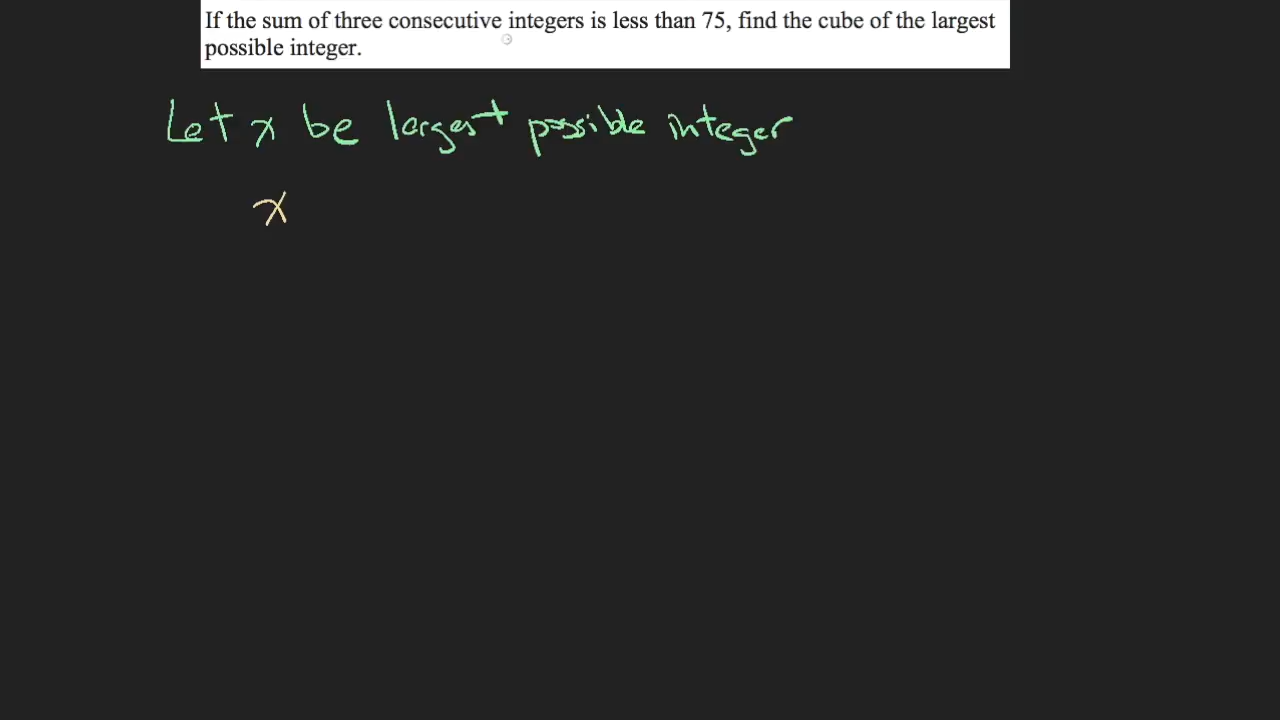 If the sum of three consecutive integers is less than 75, find the cube of the largest
possible integer.
Let x be largest possible integer
x